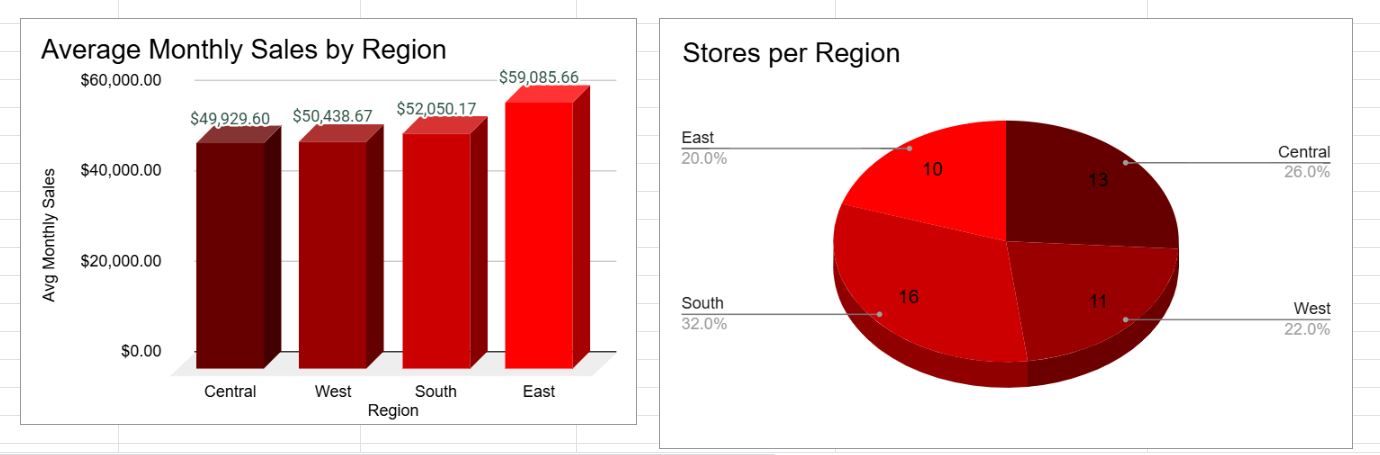 Average Monthly Sales by Region
$60,000.00
$40,000.00
$20,000.00
$0.00
Avg Monthly Sales
$49,929.60
$50,438.67
$52,050.17
$59,085.66
Central
West
South
East
Region
Stores per Region
East
20.0%
10
Central
26.0%
13
South
32.0%
16
West
22.0%
11